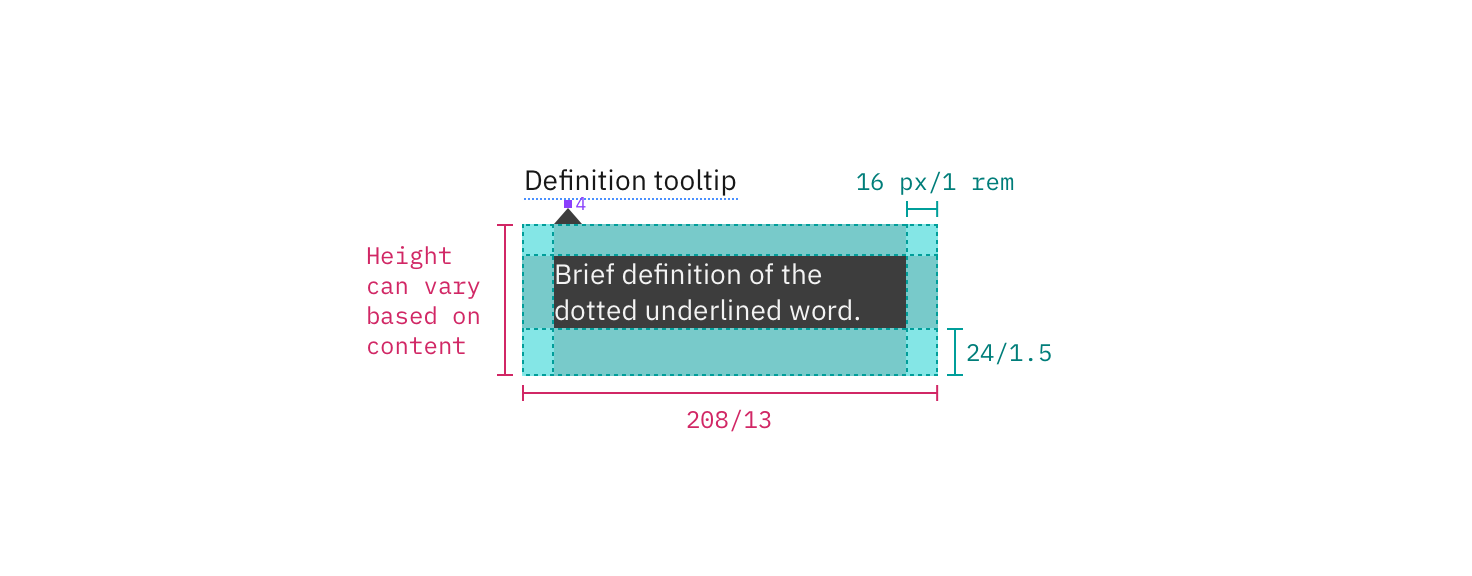 Definition tooltip
16 px/1 rem
4
Height
can vary
based on
content
Brief definition of the
dotted underlined word.
24/1.5
208/13